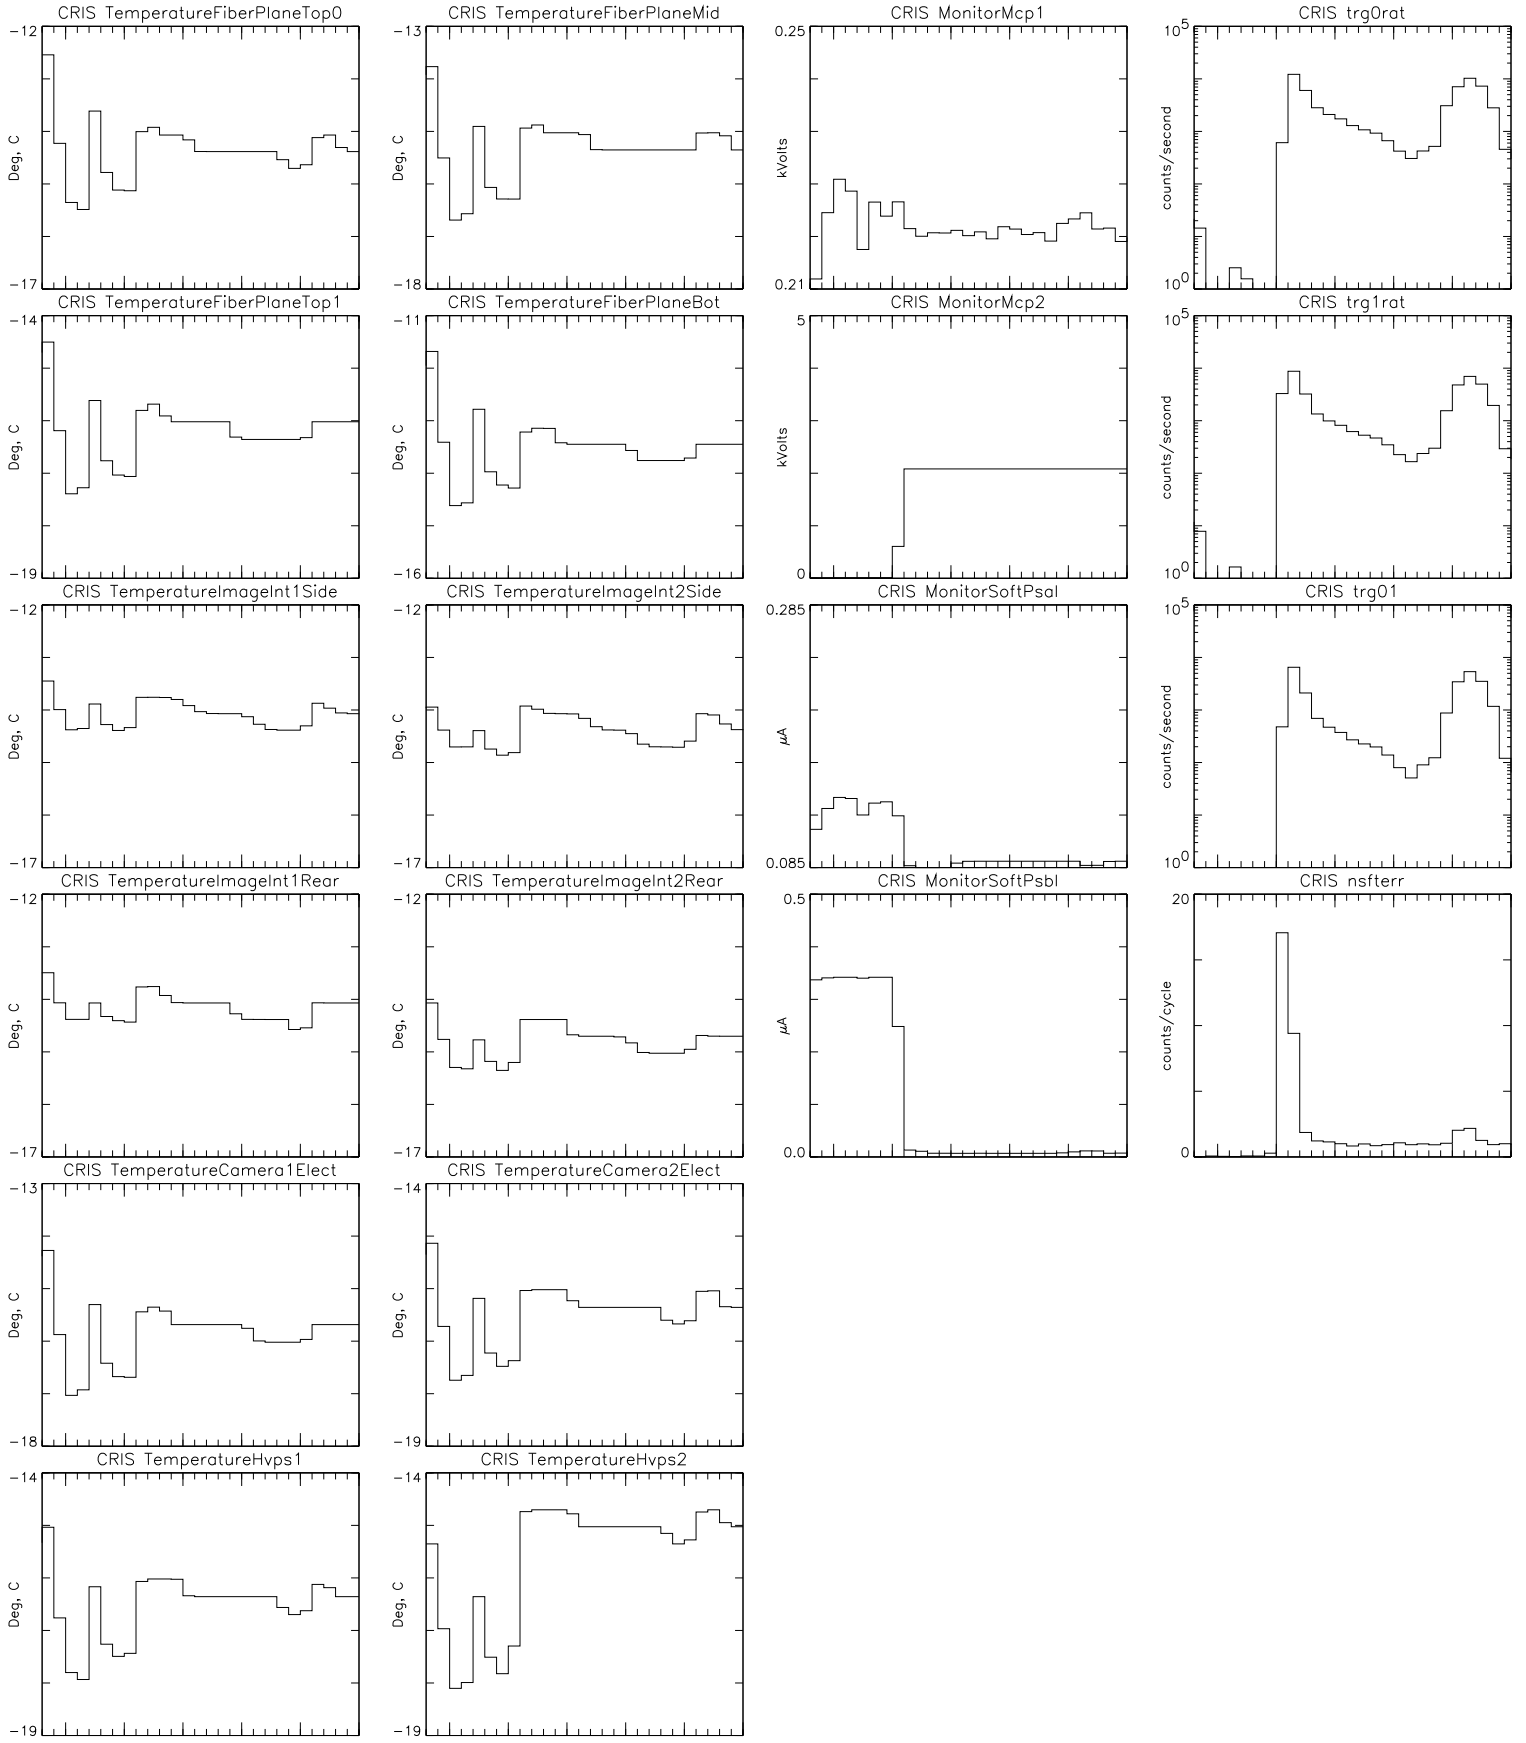 CRIS TemperatureFiberPlaneTop0
CRIS TemperatureFiberPlaneMid
CRIS MonitorMcp1
CRIS trg0rat
-12
-13
0.25
10^5
Deg, C
Deg, C
kVolts
counts/second
-17
-18
0.21
10^0
CRIS TemperatureFiberPlaneTop1
CRIS TemperatureFiberPlaneBot
CRIS MonitorMcp2
CRIS trg1rat
-14
-11
5
10^5
Deg, C
Deg, C
kVolts
counts/second
-19
-16
0
10^0
CRIS TemperatureImageInt1Side
CRIS TemperatureImageInt2Side
CRIS MonitorSoftPsaI
CRIS trg01
-12
-12
0.285
10^5
Deg, C
Deg, C
μA
counts/second
-17
-17
0.085
10^0
CRIS TemperatureImageInt1Rear
CRIS TemperatureImageInt2Rear
CRIS MonitorSoftPsbI
CRIS nsfterr
-12
-12
0.5
20
Deg, C
Deg, C
μA
counts/cycle
-17
-17
0.0
0
CRIS TemperatureCamera1Elect
CRIS TemperatureCamera2Elect
-13
-14
Deg, C
Deg, C
-18
-19
CRIS TemperatureHvps1
CRIS TemperatureHvps2
-14
-14
Deg, C
Deg, C
-19
-19